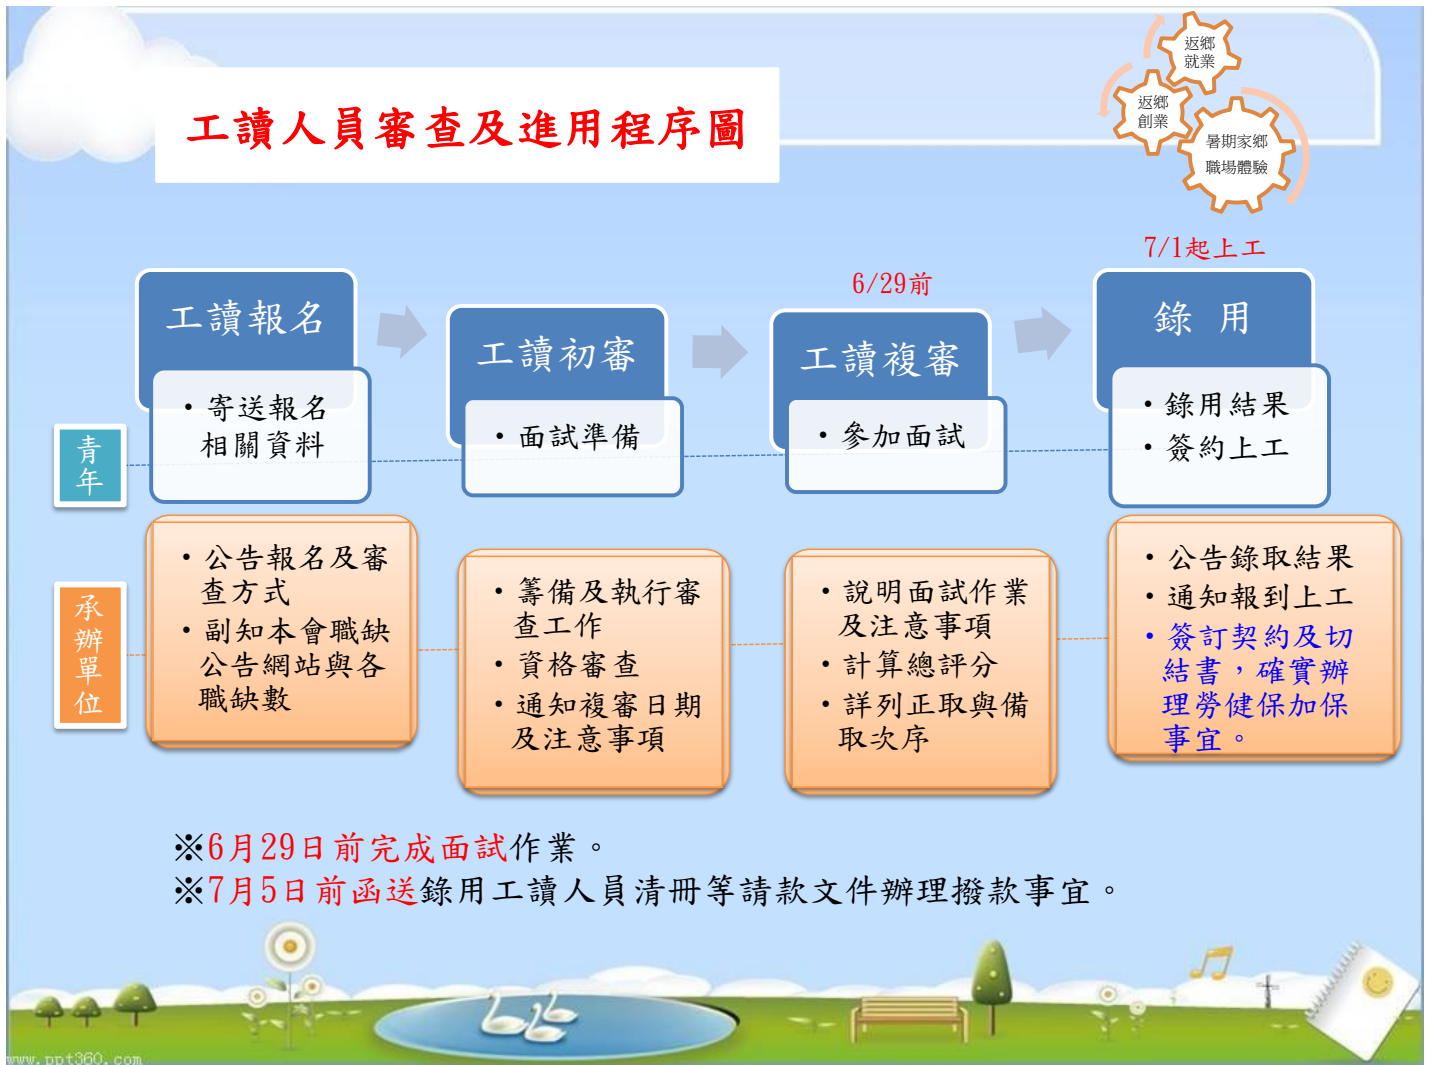 返鄉
就業
返鄉
創業
暑期家鄉
職場體驗
工讀人員審查及進用程序圖
7/1起上工
6/29前
工讀報名
工讀初審
工讀複審
錄 用
青年
•寄送報名
相關資料
•面試準備
•參加面試
•錄用結果
•簽約上工
承辦單位
•公告報名及審
查方式
•副知本會職缺
公告網站與各
職缺數
•籌備及執行審
查工作
•資格審查
•通知複審日期
及注意事項
•說明面試作業
及注意事項
•計算總評分
•詳列正取與備
取次序
•公告錄取結果
•通知報到上工
•簽訂契約及切
結書，確實辦
理勞健保加保
事宜。
※6月29日前完成面試作業。
※7月5日前函送錄用工讀人員清冊等請款文件辦理撥款事宜。
www.ppt360.com